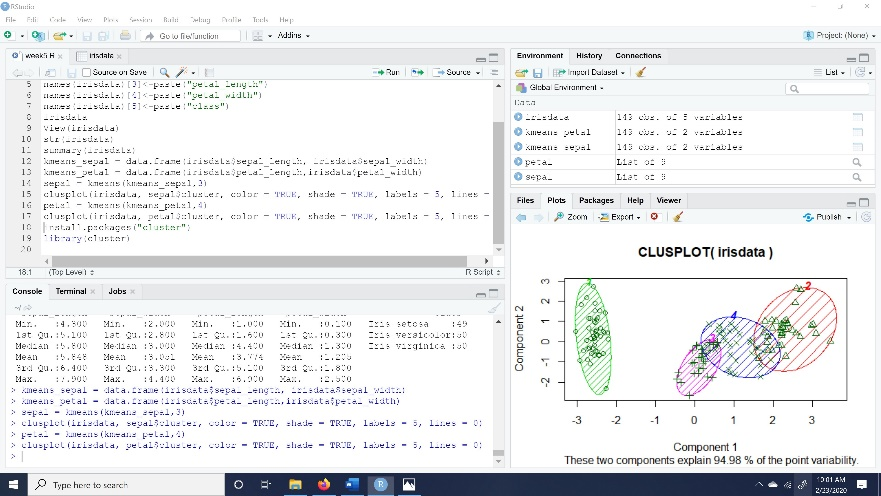 RStudio
File Edit Code View Plots Session Build Debug Profile Tools Help
Go to file/function
Addins
Project: (None)
week5.R
irisdata
Source on Save
Run
Source
5 names(irisdata)[3]<-paste("petal_length")
6 names(irisdata)[4]<-paste("petal_width")
7 names(irisdata)[5]<-paste("class")
8 irisdata
9 View(irisdata)
10 str(irisdata)
11 summary(irisdata)
12 kmeans_sepal = data.frame(irisdata$sepal_length, irisdata$sepal_width)
13 kmeans_petal = data.frame(irisdata$petal_length,irisdata$petal_width)
14 sepal = kmeans(kmeans_sepal,3)
15 clusplot(irisdata, sepal$cluster, color = TRUE, shade = TRUE, labels = 5, lines =
16 petal = kmeans(kmeans_petal,4)
17 clusplot(irisdata, petal$cluster, color = TRUE, shade = TRUE, labels = 5, lines =
18 install.packages("cluster")
19 library(cluster)
20
18:1 (Top Level) R Script
Console Terminal Jobs
~/
Min. :4.300 Min. :2.000 Min. :1.000 Min. :0.100 Iris setosa :49
1st Qu.:5.100 1st Qu.:2.800 1st Qu.:1.600 1st Qu.:0.300 Iris versicolor:50
Median :5.800 Median :3.000 Median :4.400 Median :1.300 Iris virginica :50
Mean :5.848 Mean :3.051 Mean :3.774 Mean :1.205
3rd Qu.:6.400 3rd Qu.:3.300 3rd Qu.:5.100 3rd Qu.:1.800
Max. :7.900 Max. :4.400 Max. :6.900 Max. :2.500
> kmeans_sepal = data.frame(irisdata$sepal_length, irisdata$sepal_width)
> kmeans_petal = data.frame(irisdata$petal_length,irisdata$petal_width)
> sepal = kmeans(kmeans_sepal,3)
> clusplot(irisdata, sepal$cluster, color = TRUE, shade = TRUE, labels = 5, lines = 0)
> petal = kmeans(kmeans_petal,4)
> clusplot(irisdata, petal$cluster, color = TRUE, shade = TRUE, labels = 5, lines = 0)
>
Environment History Connections
Import Dataset
List
Global Environment
Data
irisdata 149 obs. of 5 variables
kmeans_petal 149 obs. of 2 variables
kmeans_sepal 149 obs. of 2 variables
petal List of 9
sepal List of 9
Files Plots Packages Help Viewer
Zoom Export Publish
CLUSPLOT( irisdata )
Component 2
3
2
1
0
-1
-2
2
4
-3 -2 -1 0 1 2 3
Component 1
These two components explain 94.98 % of the point variability.
Type here to search
10:01 AM
2/23/2020